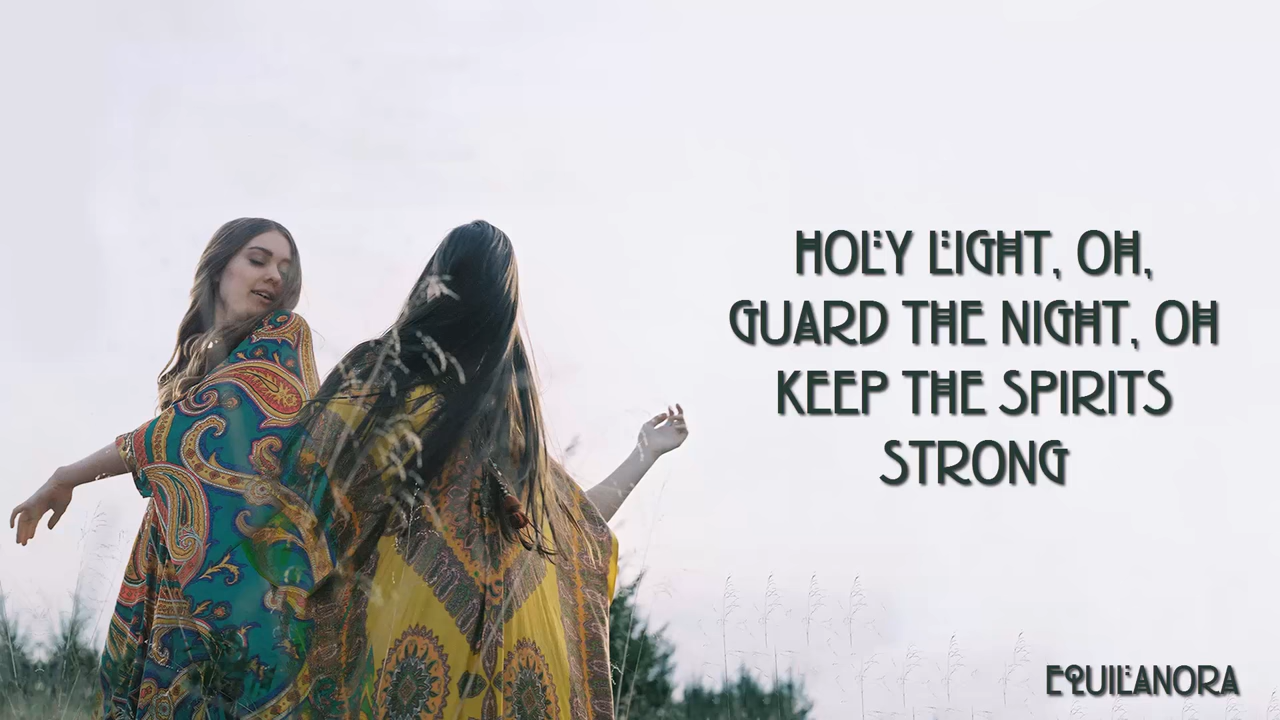 HOLY LIGHT, OH,
GUARD THE NIGHT, OH
KEEP THE SPIRITS
STRONG
EQUILANORA